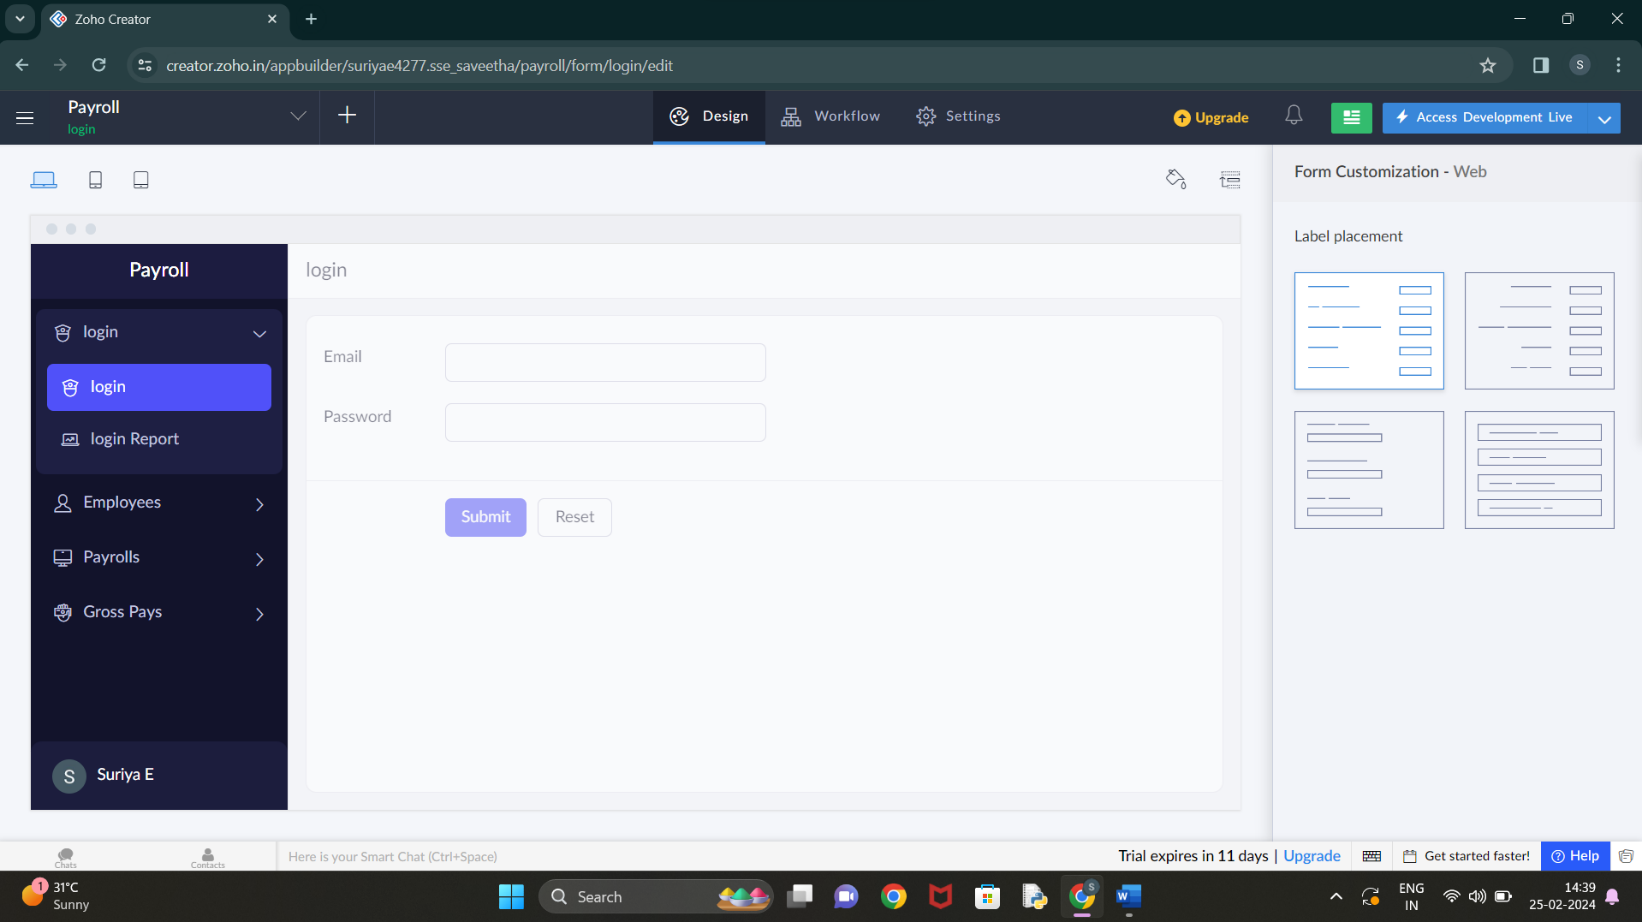 Zoho Creator
creator.zoho.in/appbuilder/suriyae4277.sse_saveetha/payroll/form/login/edit
S
Payroll
login
Design
Workflow
Settings
Upgrade
Access Development Live
Form Customization - Web
Label placement
Payroll
login
login
login
login Report
Employees
Payrolls
Gross Pays
S
Suriya E
Email
Password
Submit
Reset
Chats
Contacts
Here is your Smart Chat (Ctrl+Space)
Trial expires in 11 days | Upgrade
Get started faster!
Help
1
31°C
Sunny
Search
S
W
ENG
IN
14:39
25-02-2024